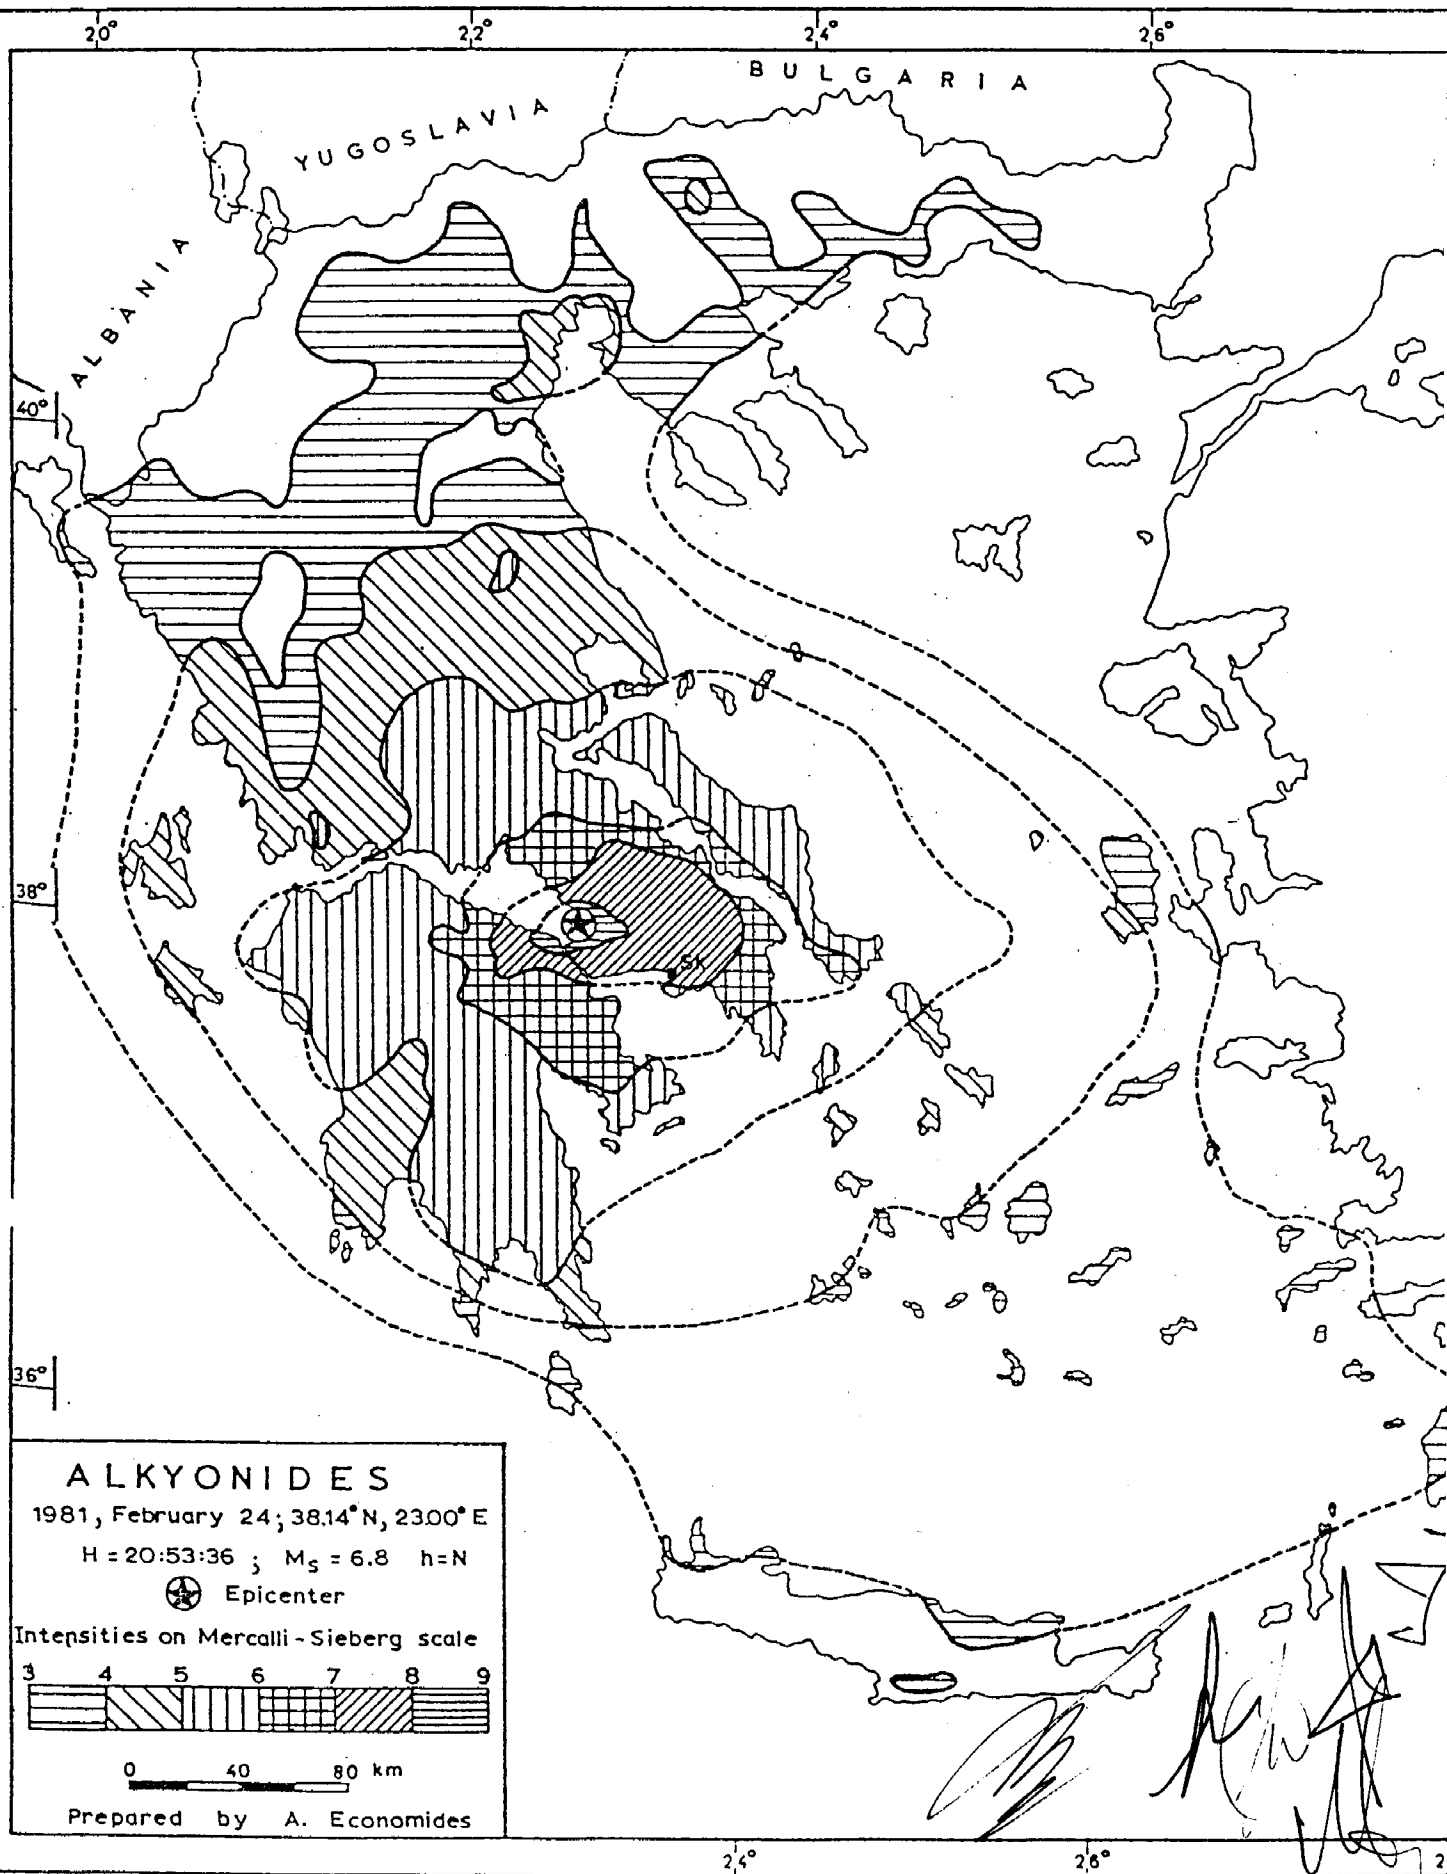 20° 22° 24° 26°
BULGARIA
YUGOSLAVIA
ALBANIA
40°
38°
SK
36°
ALKYONIDES
1981, February 24; 38.14° N, 23.00° E
H = 20:53:36 ; Ms = 6.8 h=N
Epicenter
Intensities on Mercalli - Sieberg scale
3 4 5 6 7 8 9
0 40 80 km
Prepared by A. Economides
24° 26°